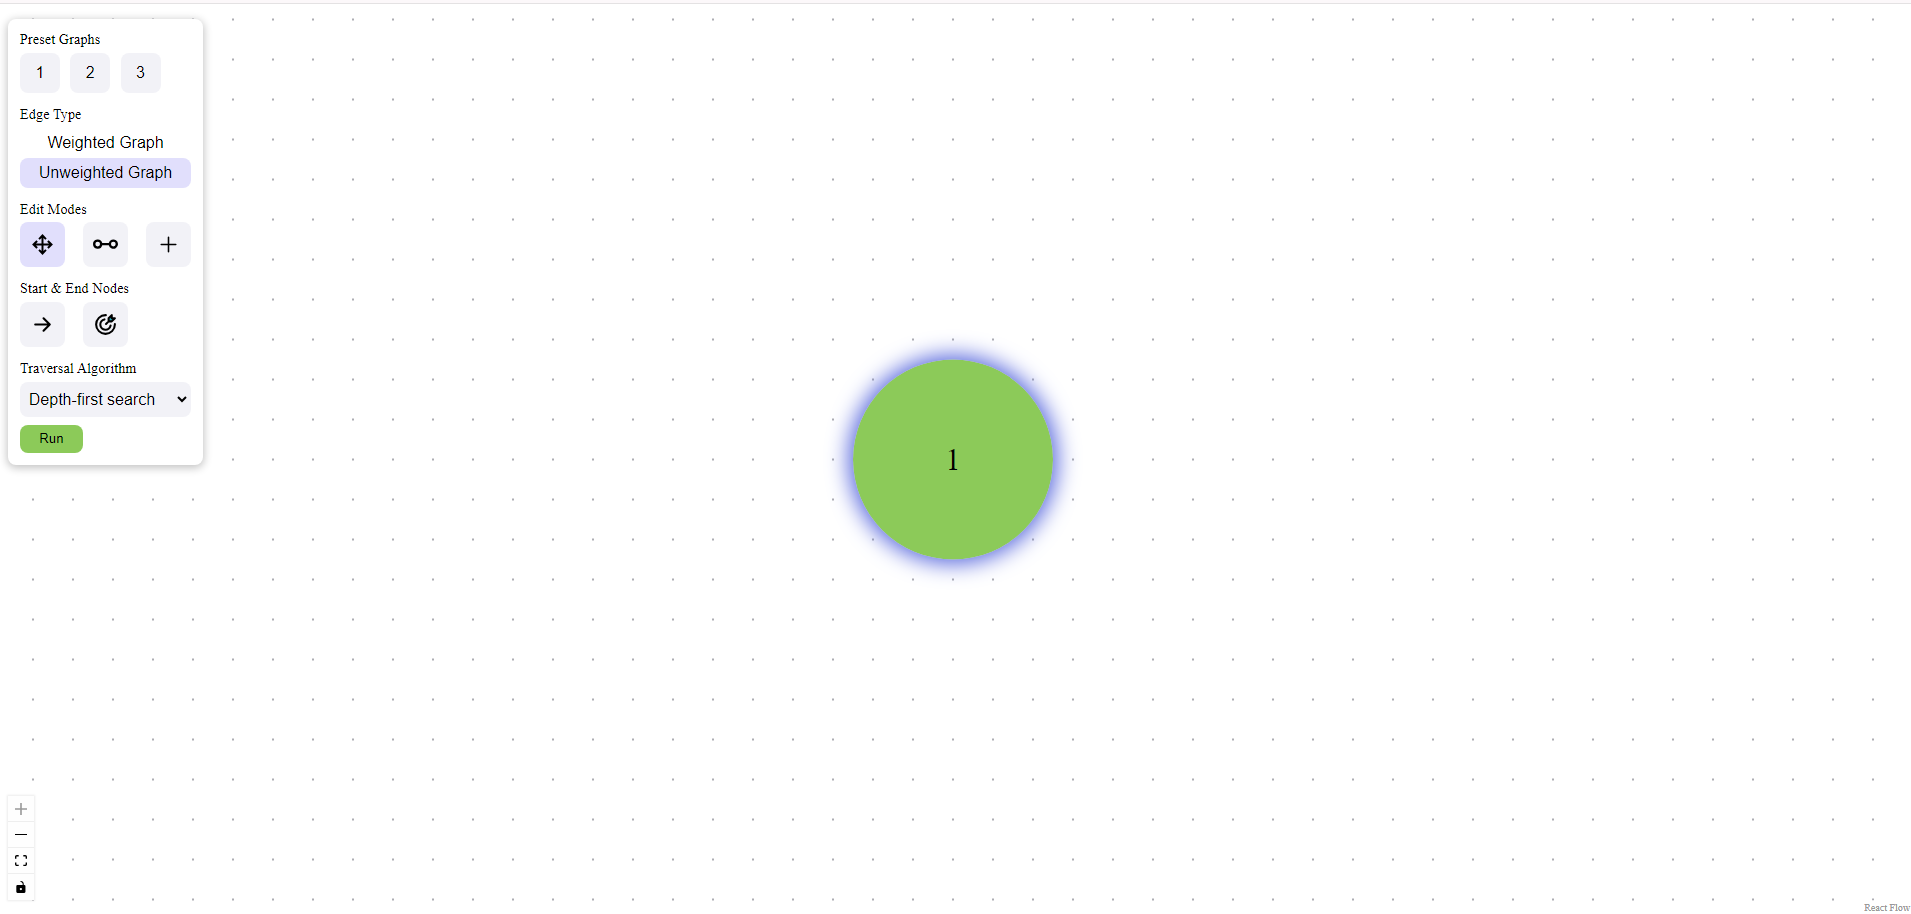 Preset Graphs
1 2 3
Edge Type
Weighted Graph
Unweighted Graph
Edit Modes
Start & End Nodes
Traversal Algorithm
Depth-first search
Run
1
React Flow